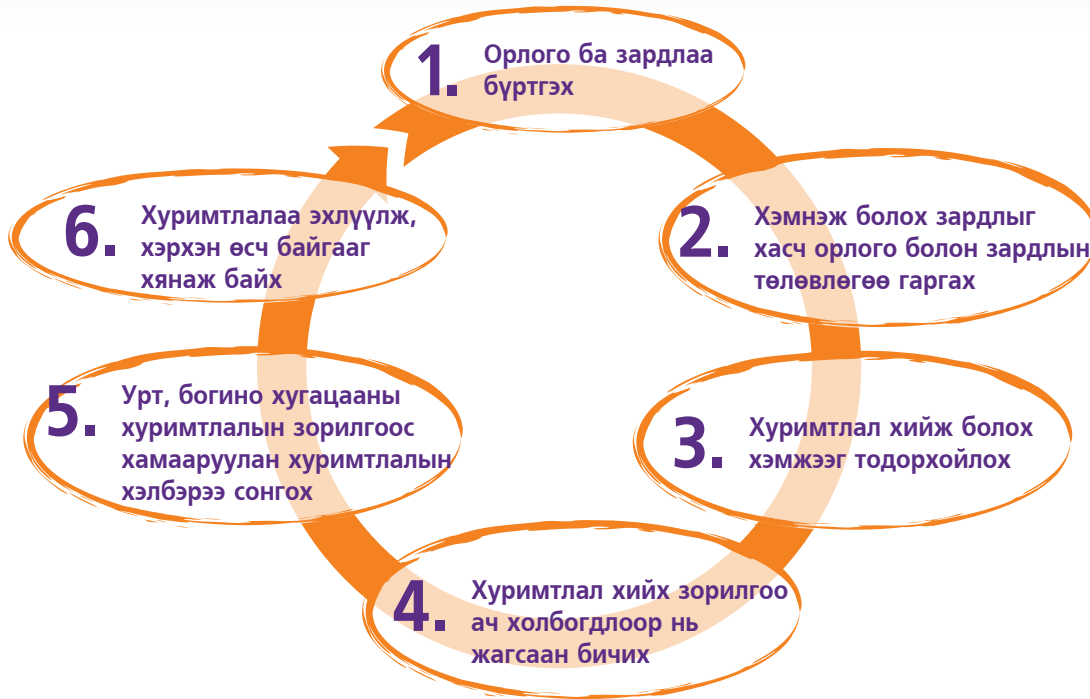 1. Орлого ба зардлаа
бүртгэх
2. Хэмнэж болох зардлыг
хасч орлого болон зардлын
төлөвлөгөө гаргах
3. Хуримтлал хийж болох
хэмжээг тодорхойлох
4. Хуримтлал хийх зорилгоо
ач холбогдлоор нь
жагсаан бичих
5. Урт, богино хугацааны
хуримтлалын зорилгоос
хамааруулан хуримтлалын
хэлбэрээ сонгох
6. Хуримтлалаа эхлүүлж,
хэрхэн өсч байгааг
хянаж байх